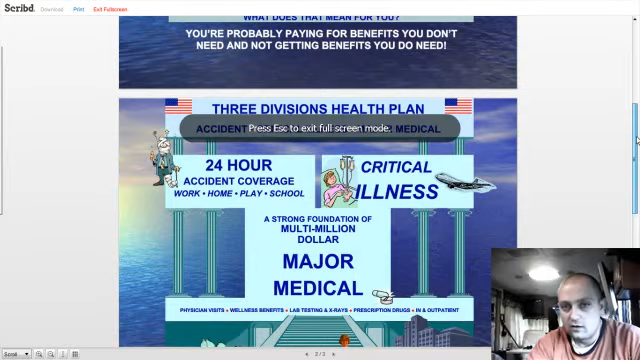 Scribd. Download Print Exit Fullscreen
WHAT DOES THAT MEAN FOR YOU?
YOU'RE PROBABLY PAYING FOR BENEFITS YOU DON'T
NEED AND NOT GETTING BENEFITS YOU DO NEED!
THREE DIVISIONS HEALTH PLAN
ACCIDENT MEDICAL
Press Esc to exit full screen mode.
24 HOUR
ACCIDENT COVERAGE
WORK • HOME • PLAY • SCHOOL
CRITICAL
ILLNESS
A STRONG FOUNDATION OF
MULTI-MILLION
DOLLAR
MAJOR
MEDICAL
PHYSICIAN VISITS • WELLNESS BENEFITS • LAB TESTING & X-RAYS • PRESCRIPTION DRUGS • IN & OUTPATIENT
Scroll 2 / 3